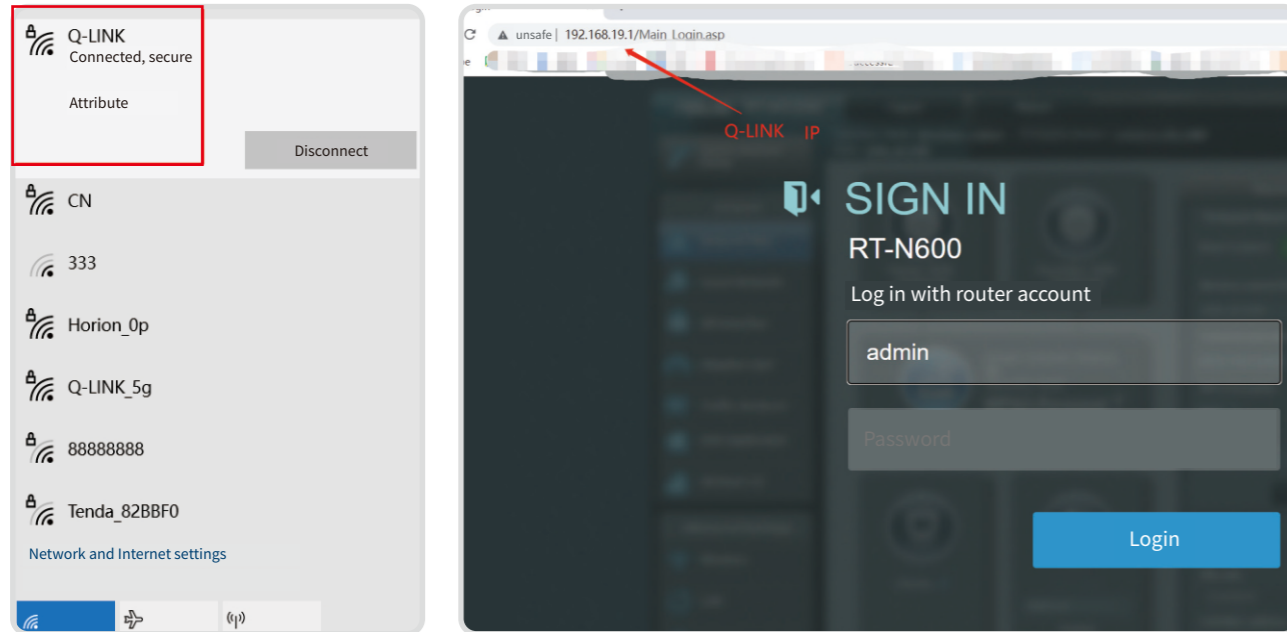 Q-LINK
Connected, secure
Attribute
Disconnect
CN
333
Horion_0p
Q-LINK_5g
88888888
Tenda_82BBF0
Network and Internet settings
unsafe | 192.168.19.1/Main_Login.asp
Q-LINK IP
SIGN IN
RT-N600
Log in with router account
admin
Password
Login